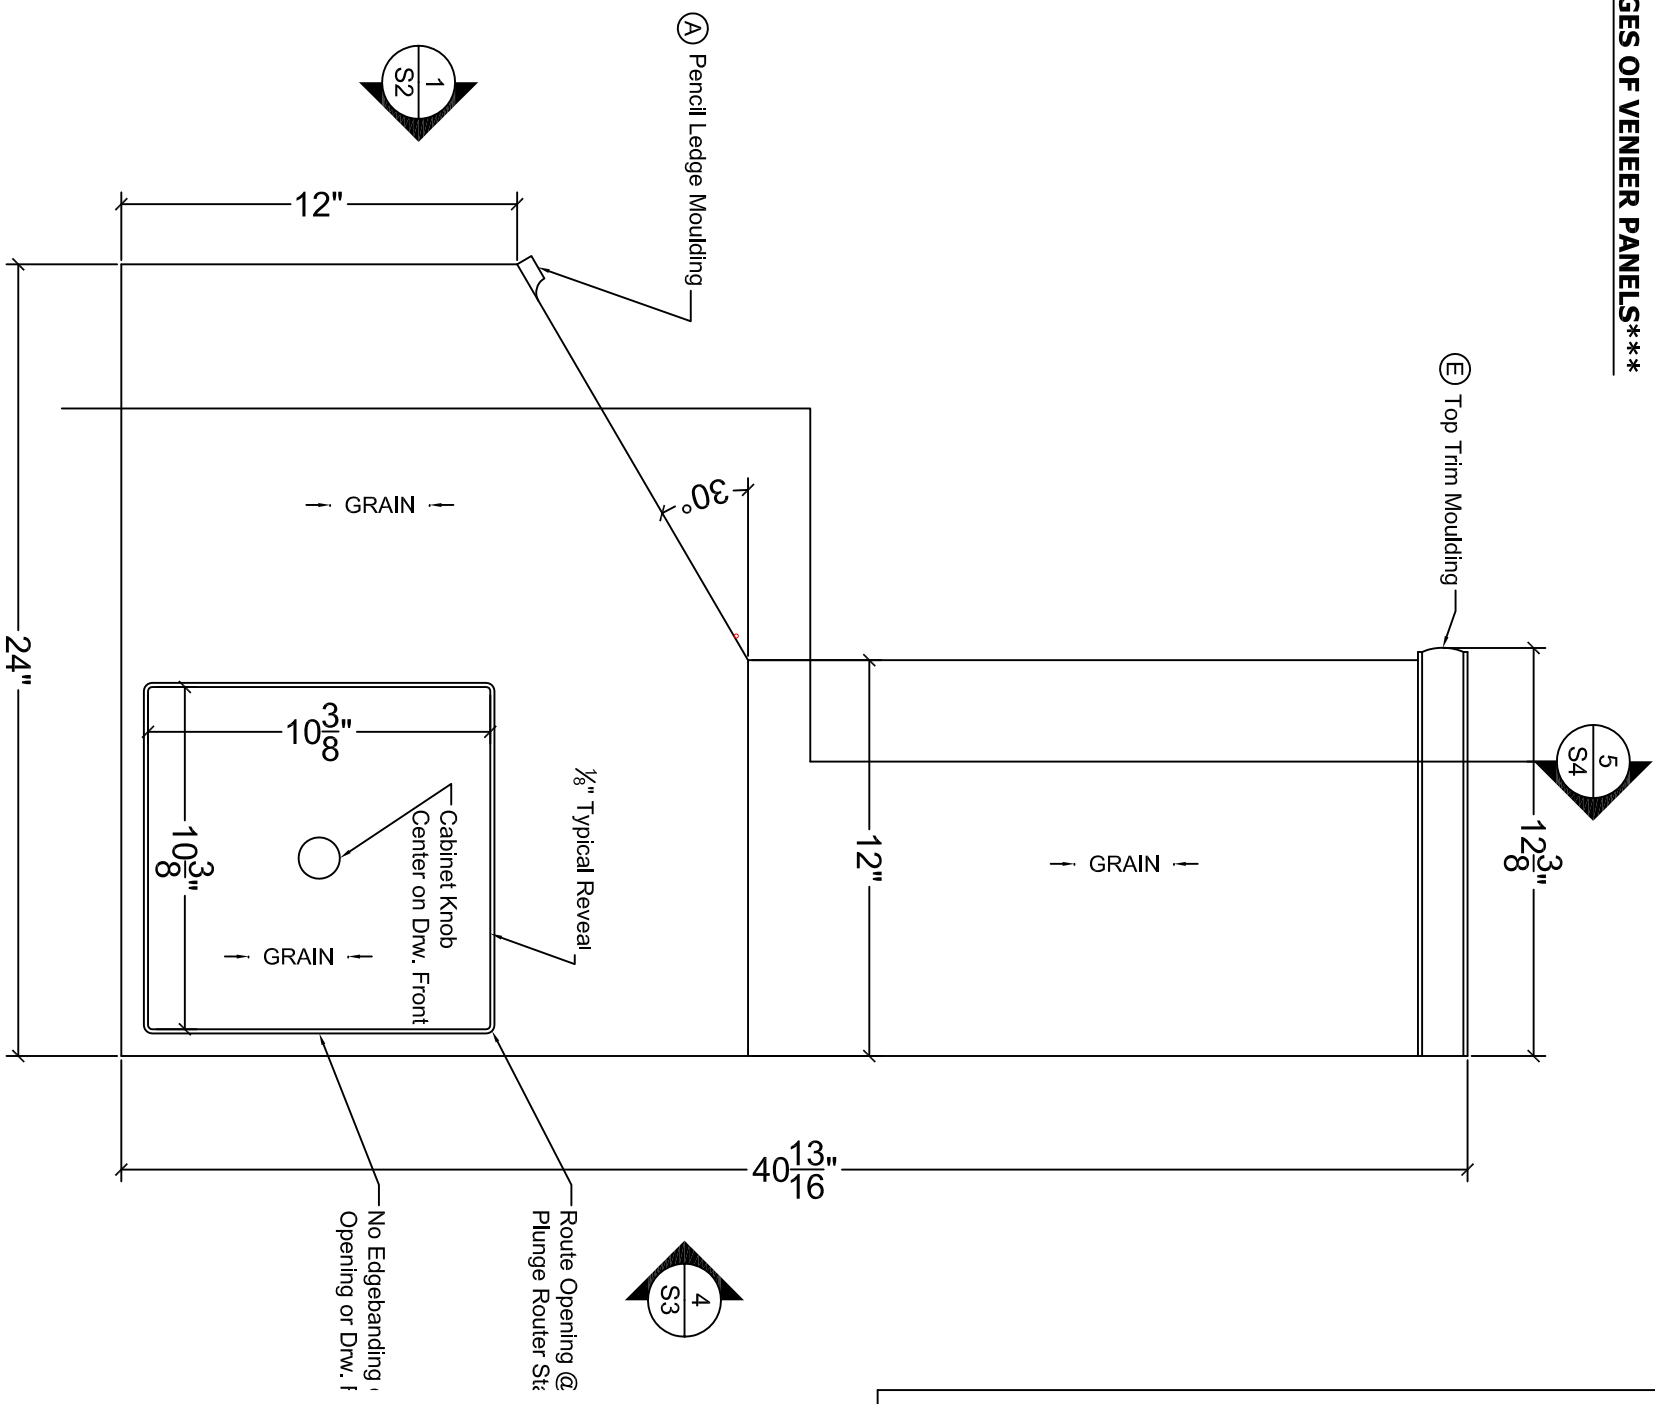 GES OF VENEER PANELS***
E Top Trim Moulding
5
S4
12 3/8"
A Pencil Ledge Moulding
1
S2
12"
30°
12"
GRAIN
GRAIN
GRAIN
⅛" Typical Reveal
10 3/8"
10 3/8"
Cabinet Knob
Center on Drw. Front
24"
40 13/16"
4
S3
Route Opening @
Plunge Router
No Edgebanding
Opening or Drw.